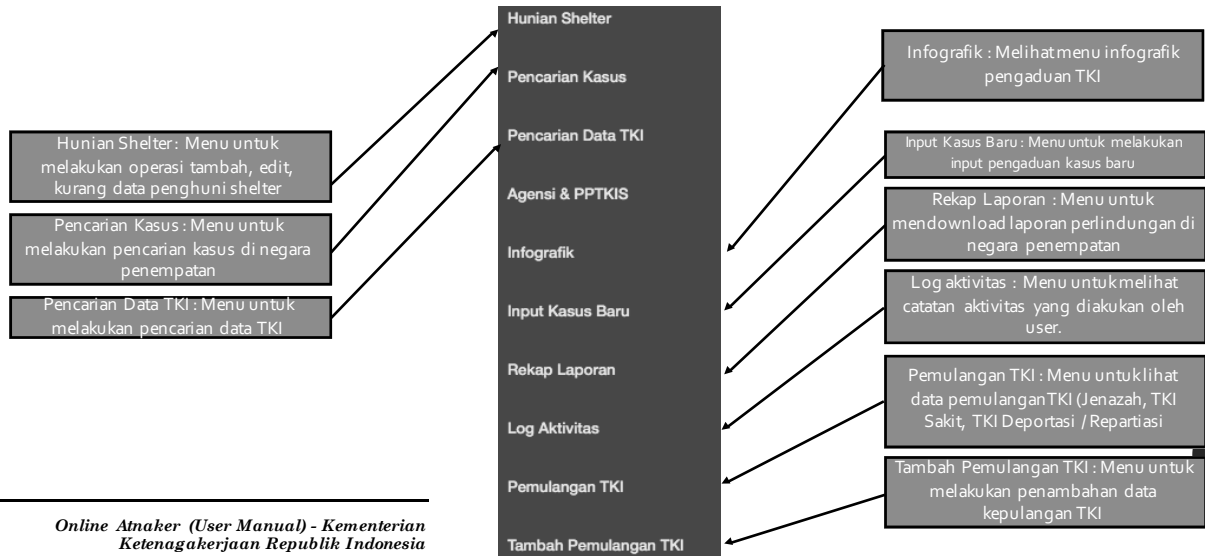 Hunian Shelter
Pencarian Kasus
Pencarian Data TKI
Agensi & PPTKIS
Infografik
Input Kasus Baru
Rekap Laporan
Log Aktivitas
Pemulangan TKI
Tambah Pemulangan TKI
Hunian Shelter : Menu untuk
melakukan operasi tambah, edit,
kurang data penghuni shelter
Pencarian Kasus : Menu untuk
melakukan pencarian kasus di negara
penempatan
Pencarian Data TKI : Menu untuk
melakukan pencarian data TKI
Infografik : Melihat menu infografik
pengaduan TKI
Input Kasus Baru : Menu untuk melakukan
input pengaduan kasus baru
Rekap Laporan : Menu untuk
mendownload laporan perlindungan di
negara penempatan
Log aktivitas : Menu untuk melihat
catatan aktivitas yang diakukan oleh
user.
Pemulangan TKI : Menu untuk lihat
data pemulangan TKI (Jenazah, TKI
Sakit, TKI Deportasi / Repartiasi
Tambah Pemulangan TKI : Menu untuk
melakukan penambahan data
kepulangan TKI
Online Atnaker (User Manual) - Kementerian
Ketenagakerjaan Republik Indonesia